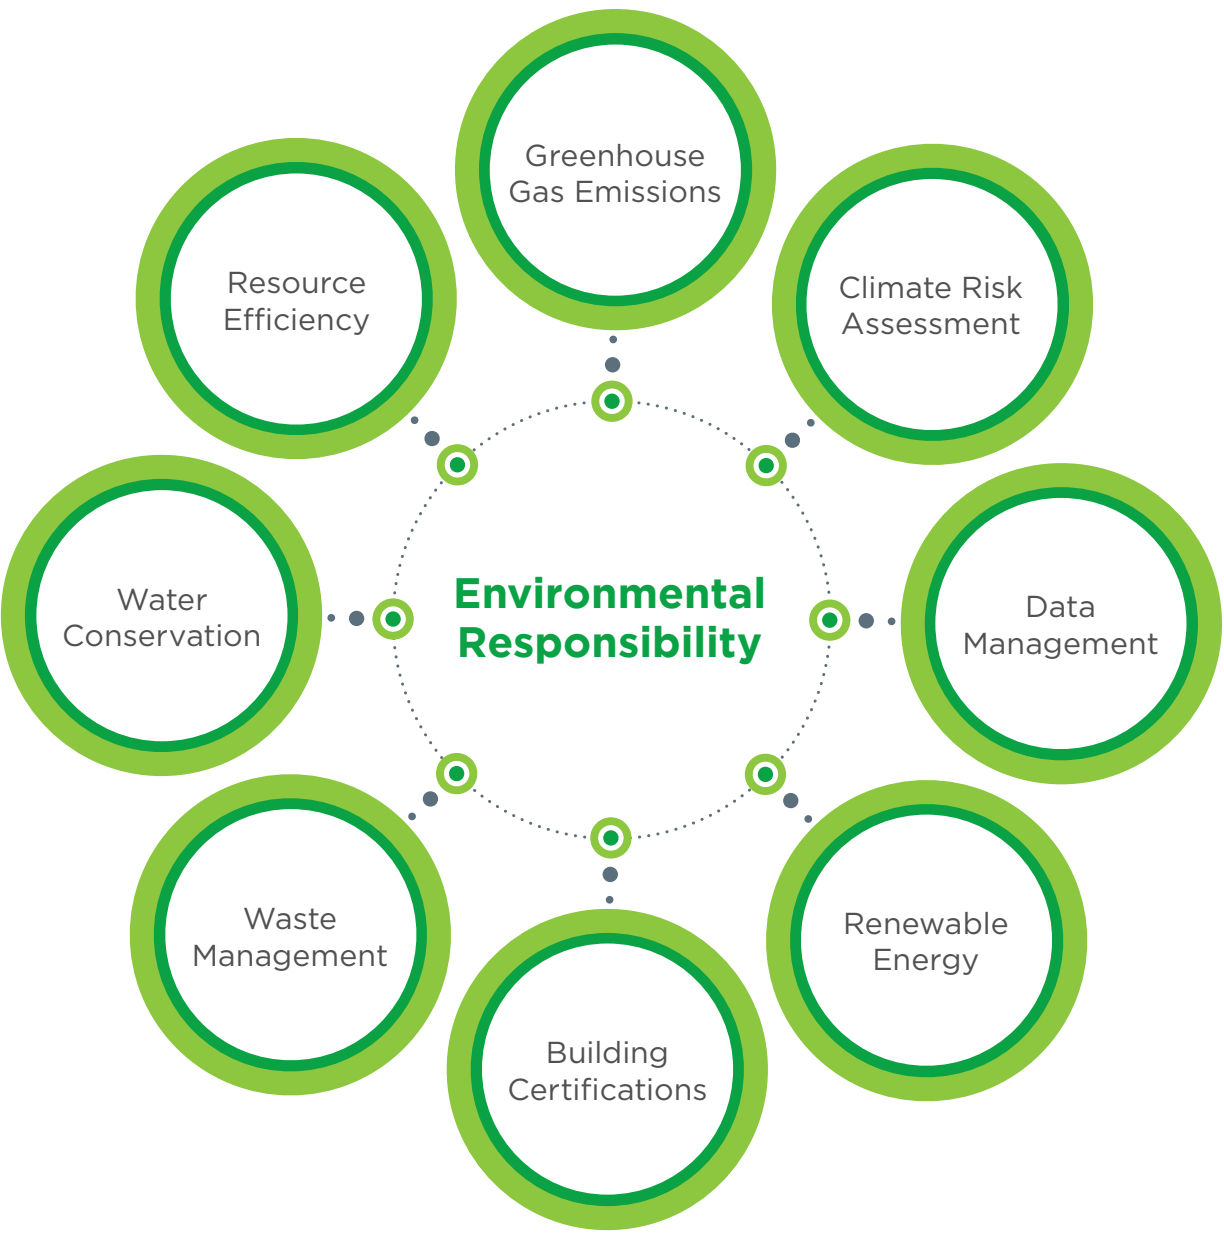 Greenhouse
Gas Emissions
Climate Risk
Assessment
Data
Management
Renewable
Energy
Building
Certifications
Waste
Management
Water
Conservation
Resource
Efficiency
Environmental
Responsibility